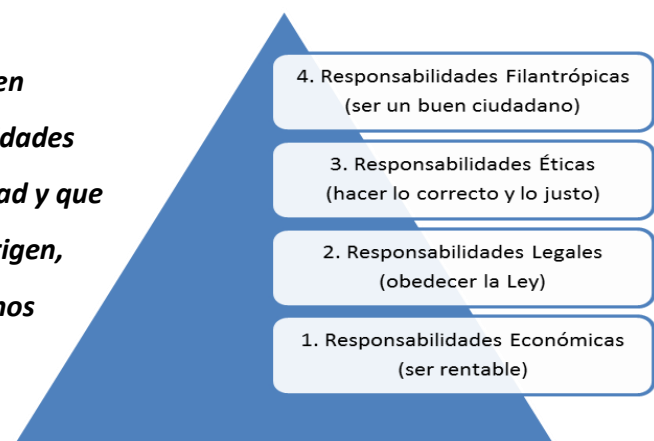 en
dades
ad y que
igen,
nos
4. Responsabilidades Filantrópicas
(ser un buen ciudadano)
3. Responsabilidades Éticas
(hacer lo correcto y lo justo)
2. Responsabilidades Legales
(obedecer la Ley)
1. Responsabilidades Económicas
(ser rentable)